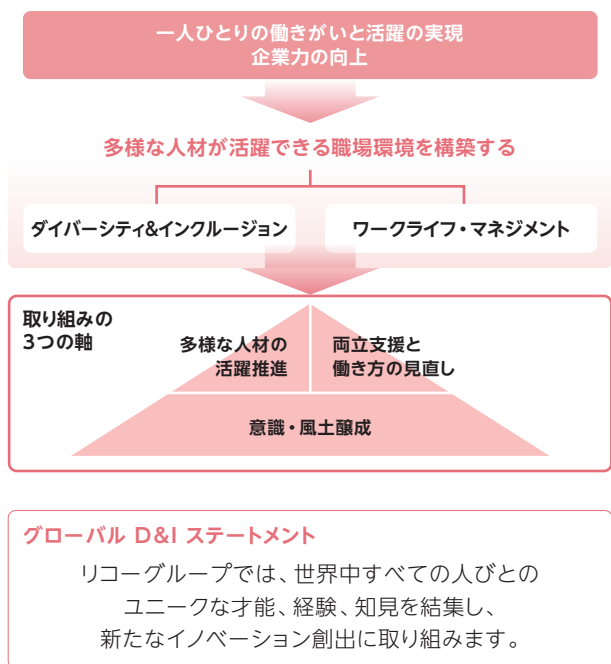 一人ひとりの働きがいと活躍の実現
企業力の向上
多様な人材が活躍できる職場環境を構築する
ダイバーシティ&インクルージョン
ワークライフ・マネジメント
取り組みの
3つの軸
多様な人材の
活躍推進
両立支援と
働き方の見直し
意識・風土醸成
グローバル D&I ステートメント
リコーグループでは、世界中すべての人びとの
ユニークな才能、経験、知見を結集し、
新たなイノベーション創出に取り組みます。